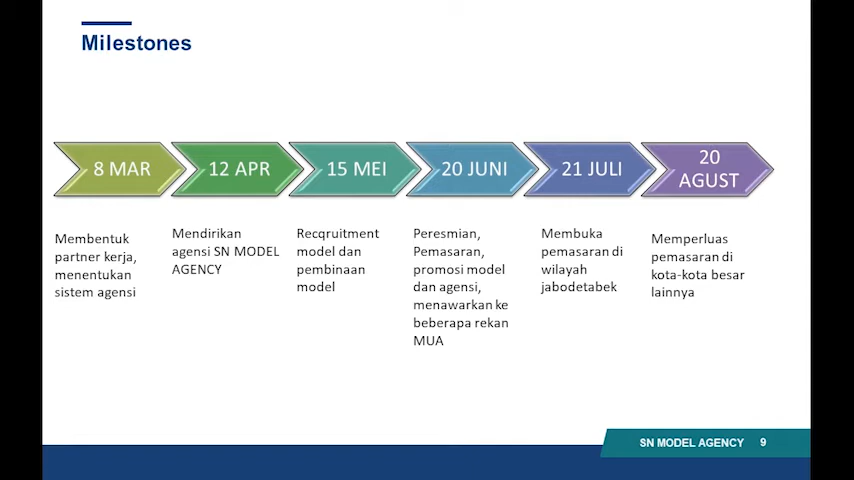 Milestones
8 MAR
12 APR
15 MEI
20 JUNI
21 JULI
20
AGUST
Membentuk
partner kerja,
menentukan
sistem agensi
Mendirikan
agensi SN MODEL
AGENCY
Recqruitment
model dan
pembinaan
model
Peresmian,
Pemasaran,
promosi model
dan agensi,
menawarkan ke
beberapa rekan
MUA
Membuka
pemasaran di
wilayah
jabodetabek
Memperluas
pemasaran di
kota-kota besar
lainnya
SN MODEL AGENCY 9